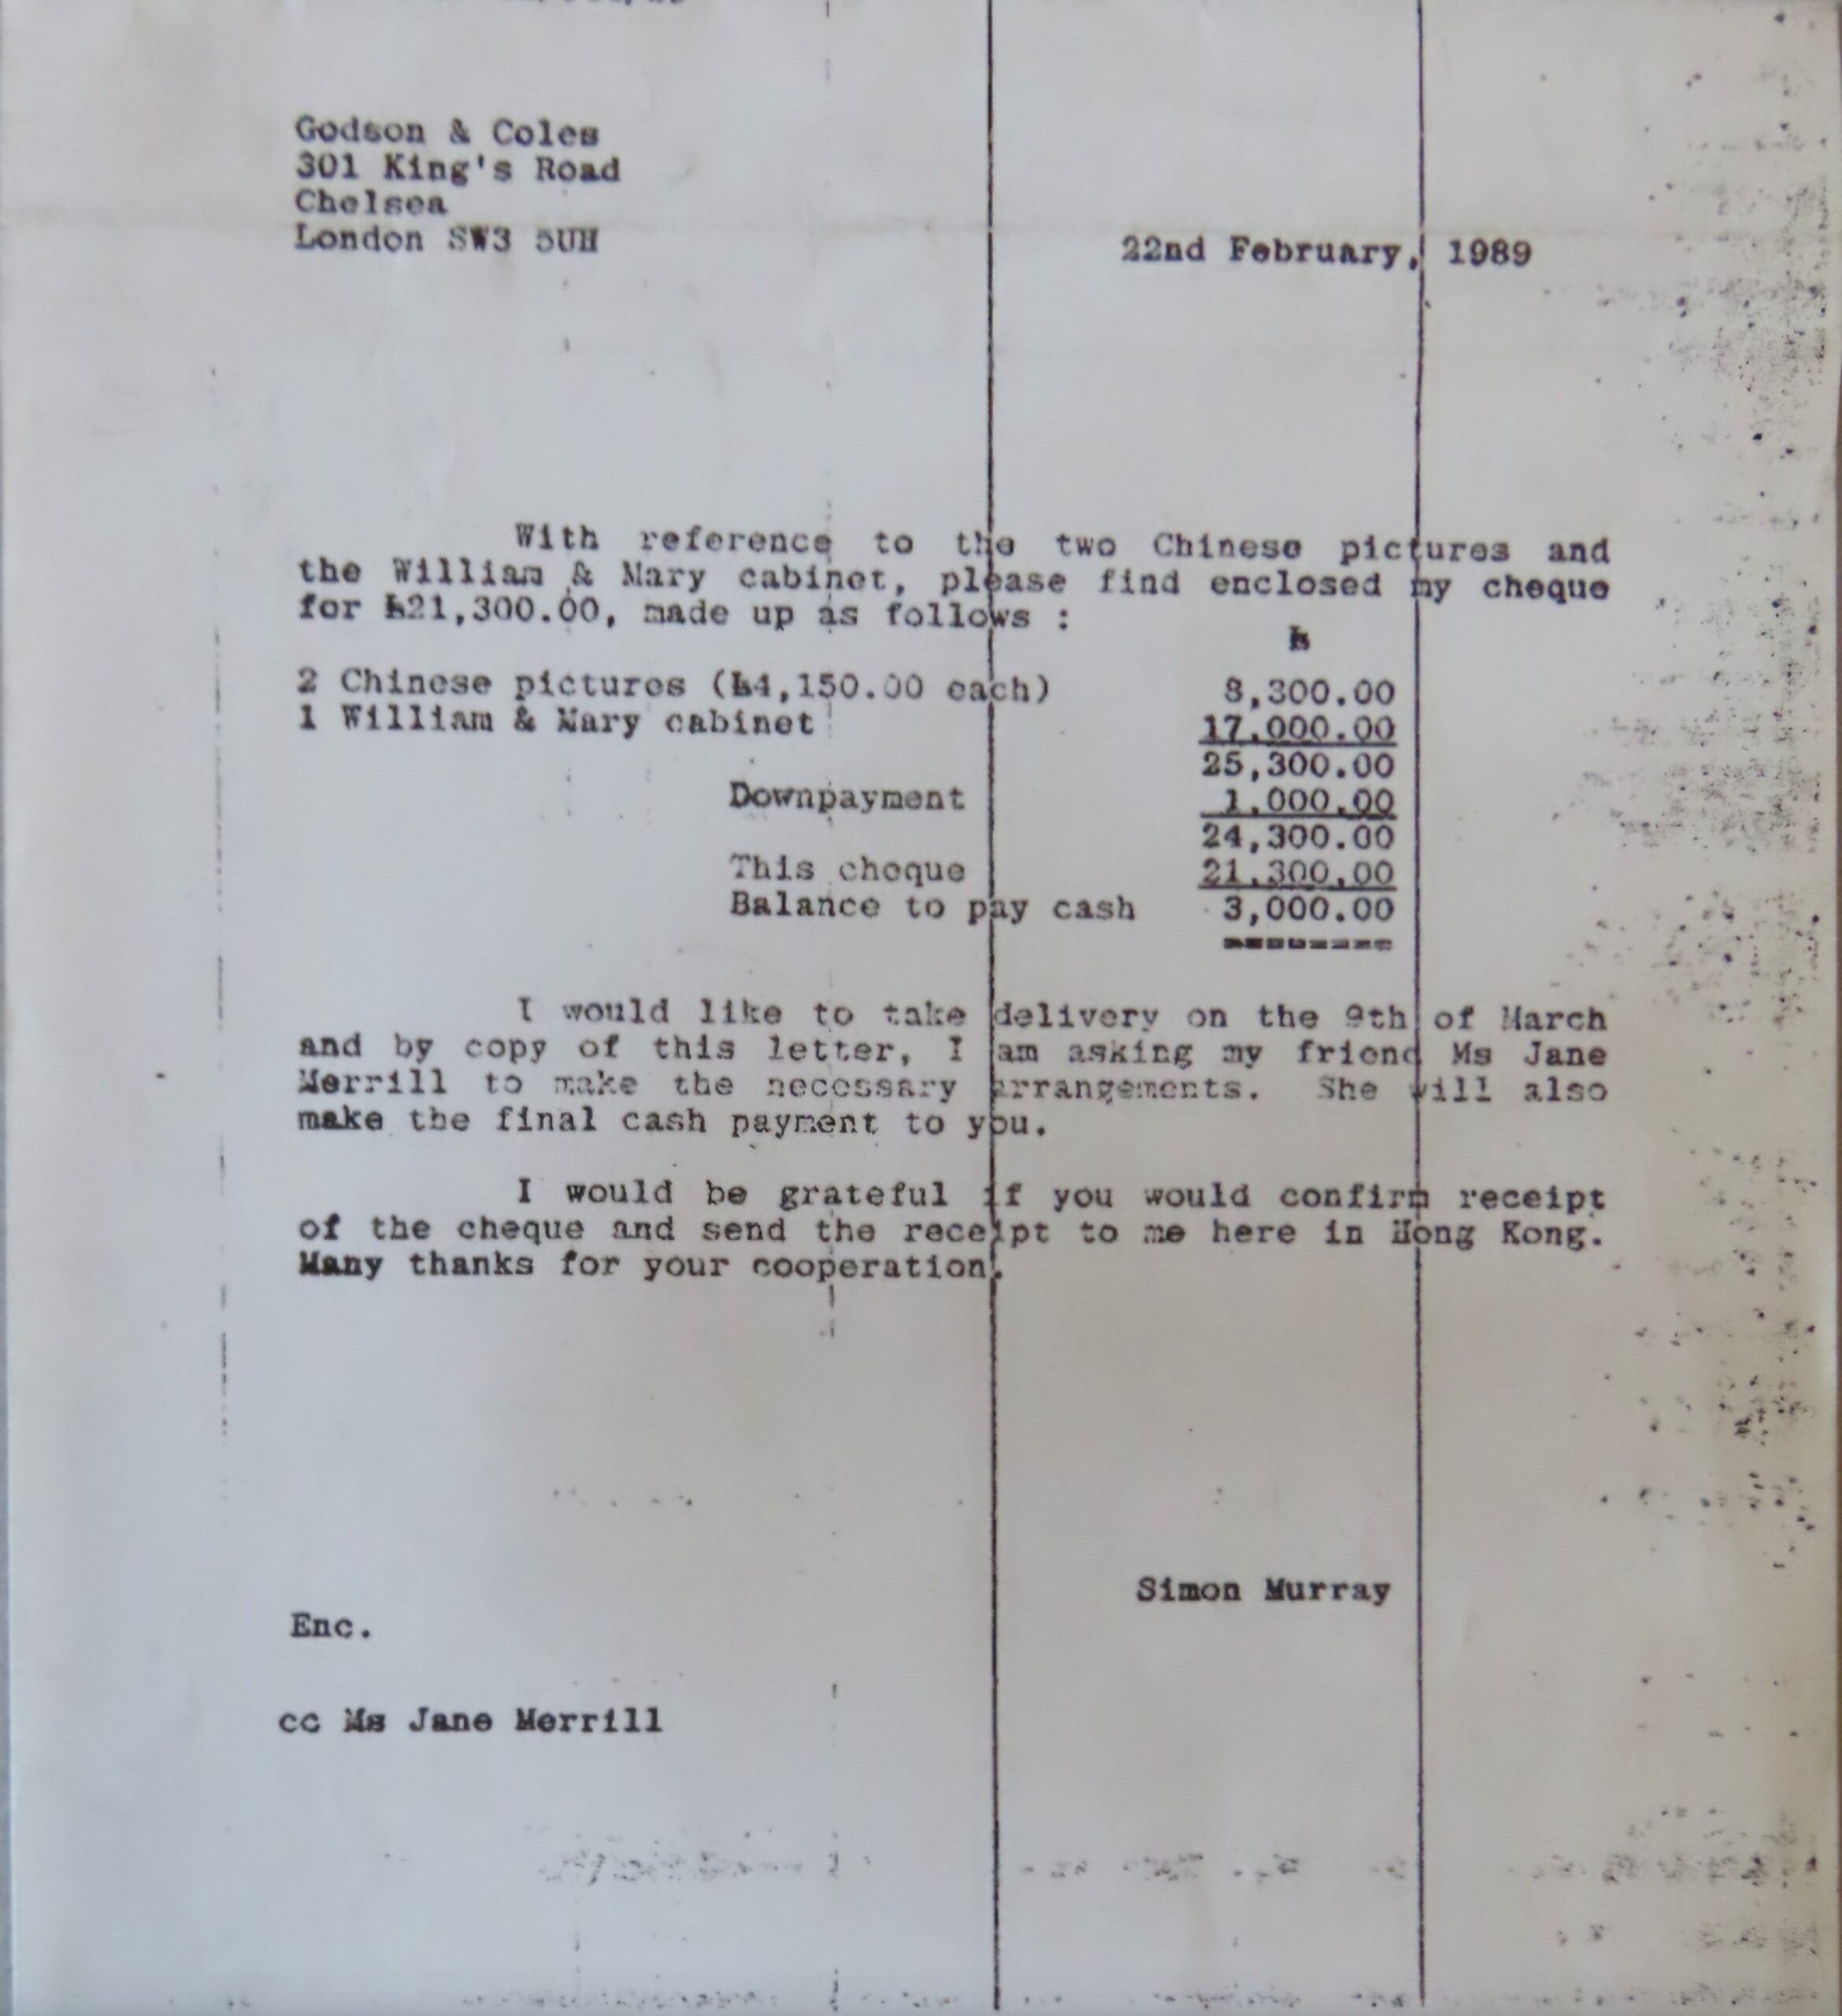 Godson & Coles
301 King's Road
Chelsea
London SW3 5UH
22nd February, 1989
With reference to the two Chinese pictures and
the William & Mary cabinet, please find enclosed my cheque
for £21,300.00, made up as follows :
£
2 Chinese pictures (£4,150.00 each) 8,300.00
1 William & Mary cabinet 17,000.00
25,300.00
Downpayment 1,000.00
24,300.00
This cheque 21,300.00
Balance to pay cash 3,000.00
========
I would like to take delivery on the 9th of March
and by copy of this letter, I am asking my friend Ms Jane
Merrill to make the necessary arrangements. She will also
make the final cash payment to you.
I would be grateful if you would confirm receipt
of the cheque and send the receipt to me here in Hong Kong.
Many thanks for your cooperation.
Simon Murray
Enc.
cc Ms Jane Merrill